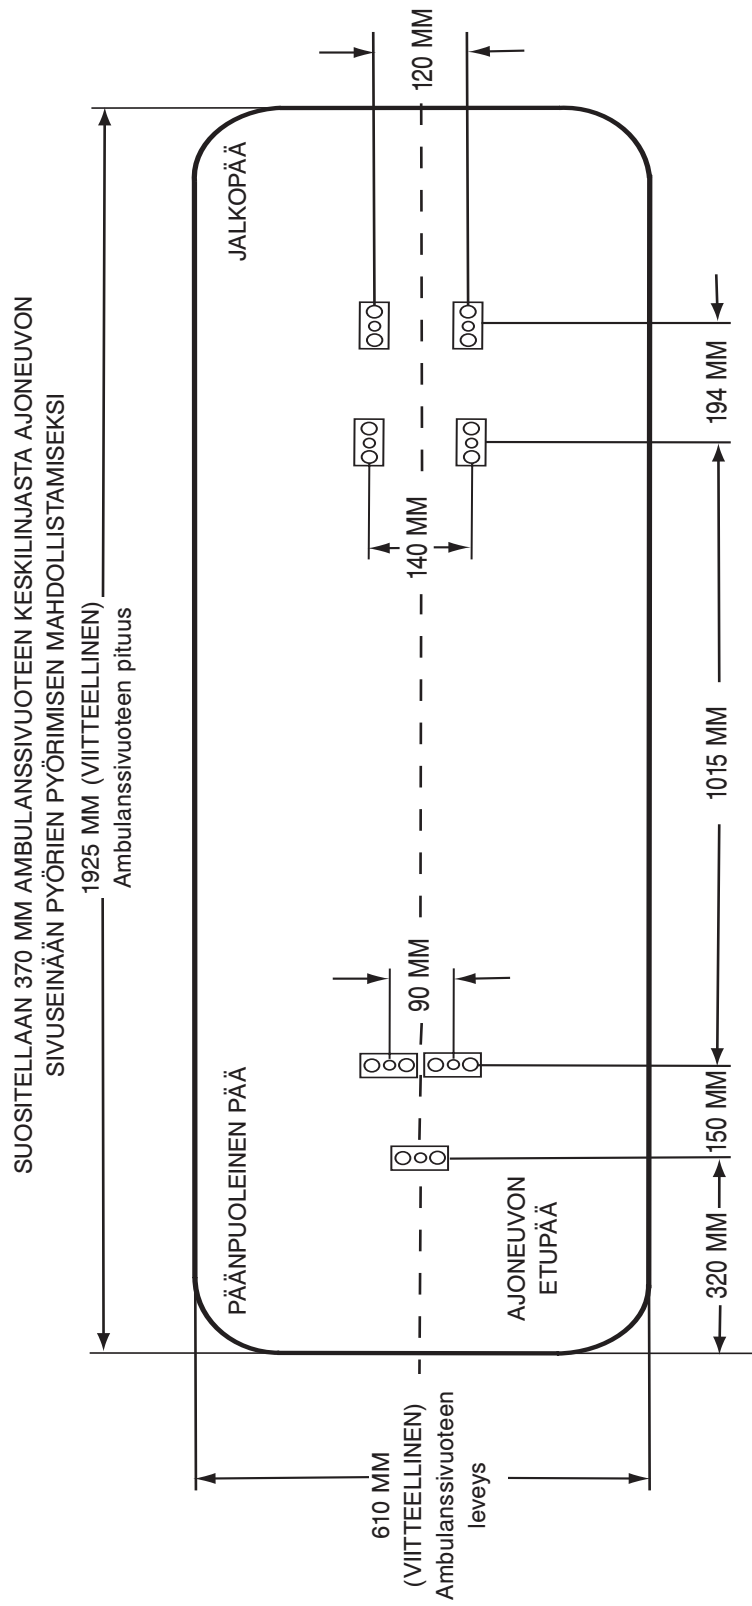 SUOSITELLAAN 370 MM AMBULANSSIVUOTEEN KESKILINJASTA AJONEUVON
SIVUSEINÄÄN PYÖRIEN PYÖRIMISEN MAHDOLLISTAMISEKSI
1925 MM (VIITTEELLINEN)
Ambulanssivuoteen pituus
610 MM
(VIITTEELLINEN)
Ambulanssivuoteen
leveys
PÄÄNPUOLEINEN PÄÄ
JALKOPÄÄ
90 MM
140 MM
120 MM
AJONEUVON
ETUPÄÄ
320 MM
150 MM
1015 MM
194 MM